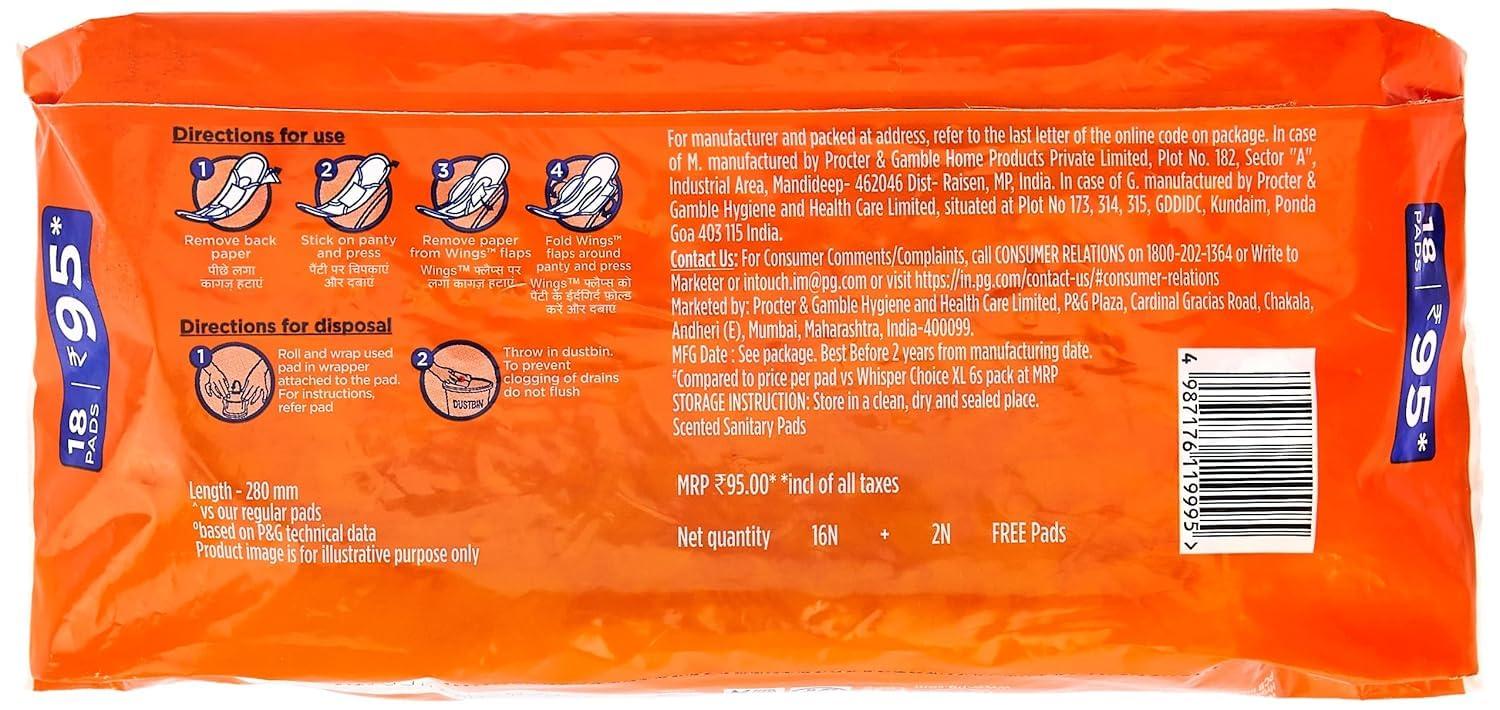 Directions for use
1
2
3
4
Remove back
paper
पीछे लगा
कागज़ हटाएं
Stick on panty
and press
पैंटी पर चिपकाएं
और दबाएं
Remove paper
from Wings™ flaps
Wings™ फ्लैप्स पर
लगा कागज़ हटाएं
Fold Wings™
flaps around
panty and press
Wings™ फ्लैप्स को
पैंटी के ईर्दगिर्द फ़ोल्ड
करें और दबाएं
Directions for disposal
1
Roll and wrap used
pad in wrapper
attached to the pad.
For instructions,
refer pad
2
DUSTBIN
Throw in dustbin.
To prevent
clogging of drains
do not flush
Length - 280 mm
^vs our regular pads
°based on P&G technical data
Product image is for illustrative purpose only
For manufacturer and packed at address, refer to the last letter of the online code on package. In case
of M. manufactured by Procter & Gamble Home Products Private Limited, Plot No. 182, Sector "A",
Industrial Area, Mandideep- 462046 Dist- Raisen, MP, India. In case of G. manufactured by Procter &
Gamble Hygiene and Health Care Limited, situated at Plot No 173, 314, 315, GDDIDC, Kundaim, Ponda
Goa 403 115 India.
Contact Us: For Consumer Comments/Complaints, call CONSUMER RELATIONS on 1800-202-1364 or Write to
Marketer or intouch.im@pg.com or visit https://in.pg.com/contact-us/#consumer-relations
Marketed by: Procter & Gamble Hygiene and Health Care Limited, P&G Plaza, Cardinal Gracias Road, Chakala,
Andheri (E), Mumbai, Maharashtra, India-400099.
MFG Date : See package. Best Before 2 years from manufacturing date.
#Compared to price per pad vs Whisper Choice XL 6s pack at MRP
STORAGE INSTRUCTION: Store in a clean, dry and sealed place.
Scented Sanitary Pads
MRP ₹95.00* *incl of all taxes
Net quantity 16N + 2N FREE Pads
4 987176 119995 >
18 PADS | ₹95*
18 PADS | ₹95*